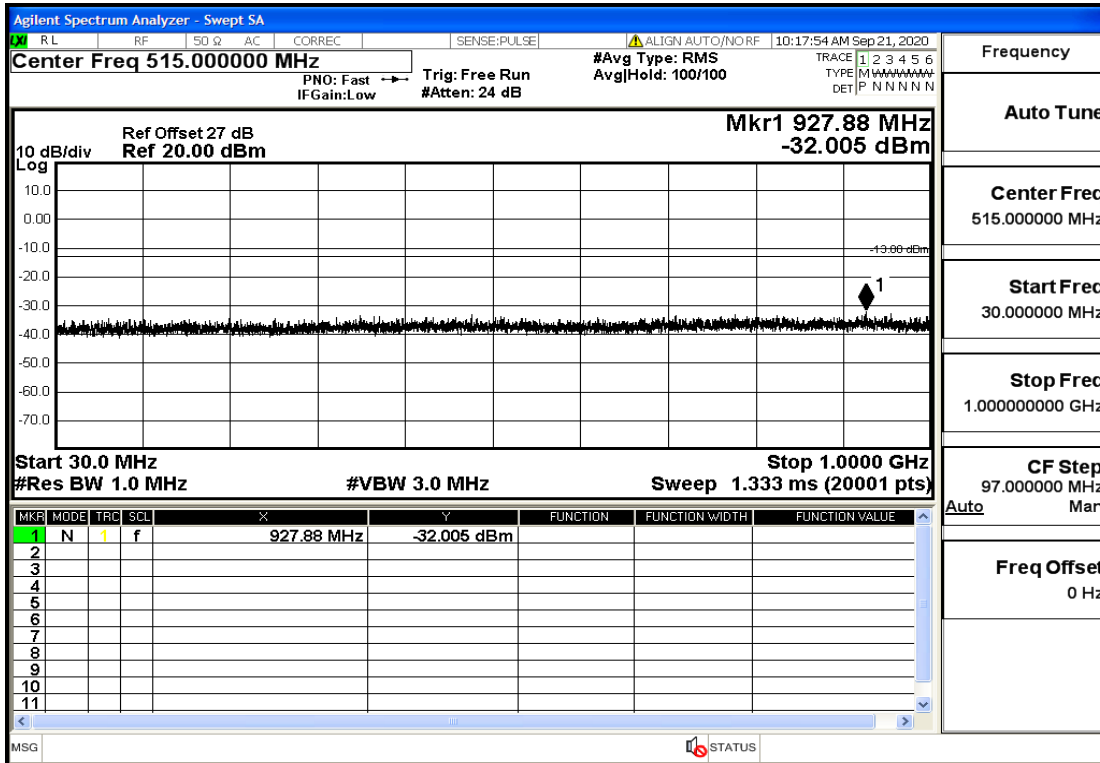 Agilent Spectrum Analyzer - Swept SA
LXI RL RF 50 Ω AC CORREC SENSE:PULSE ALIGN AUTO/NO RF 10:17:54 AM Sep 21, 2020
Center Freq 515.000000 MHz
PNO: Fast
IFGain:Low
Trig: Free Run
#Atten: 24 dB
#Avg Type: RMS
Avg|Hold: 100/100
TRACE 1 2 3 4 5 6
TYPE M WWWWW
DET P N N N N N
Ref Offset 27 dB
Ref 20.00 dBm
10 dB/div
Log
Mkr1 927.88 MHz
-32.005 dBm
10.0
0.00
-10.0
-13.00 dBm
-20.0
1
-30.0
-40.0
-50.0
-60.0
-70.0
Start 30.0 MHz
Stop 1.0000 GHz
#Res BW 1.0 MHz
#VBW 3.0 MHz
Sweep 1.333 ms (20001 pts)
MKR MODE TRC SCL X Y FUNCTION FUNCTION WIDTH FUNCTION VALUE
1 N 1 f 927.88 MHz -32.005 dBm
2
3
4
5
6
7
8
9
10
11
MSG
STATUS
Frequency
Auto Tune
Center Freq
515.000000 MHz
Start Freq
30.000000 MHz
Stop Freq
1.000000000 GHz
CF Step
97.000000 MHz
Auto Man
Freq Offset
0 Hz